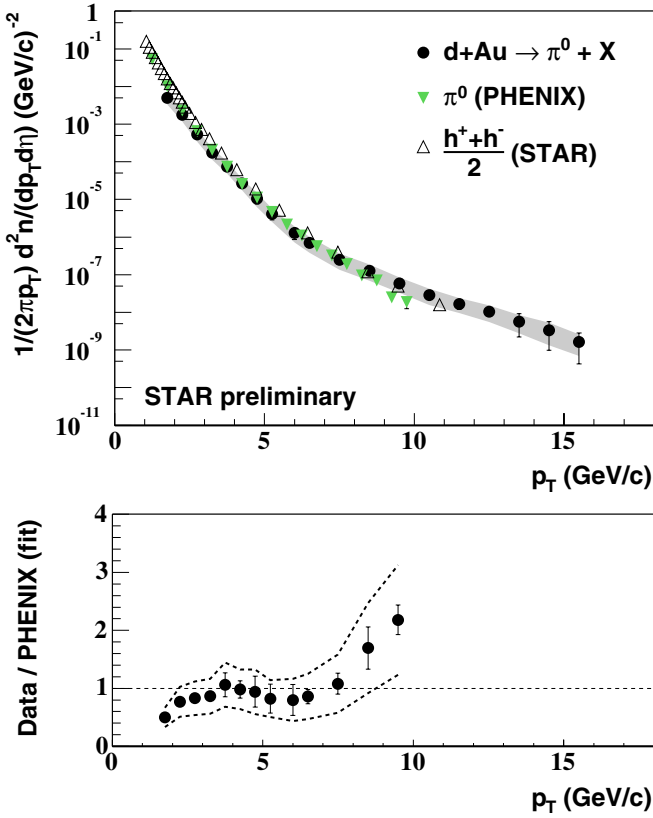 1/(2πp_T) d²n/(dp_Tdη) (GeV/c)⁻²
1
10⁻¹
10⁻³
10⁻⁵
10⁻⁷
10⁻⁹
10⁻¹¹
d+Au → π⁰ + X
π⁰ (PHENIX)
h⁺+h⁻
2
(STAR)
STAR preliminary
0 5 10 15
p_T (GeV/c)
Data / PHENIX (fit)
4
3
2
1
0
0 5 10 15
p_T (GeV/c)